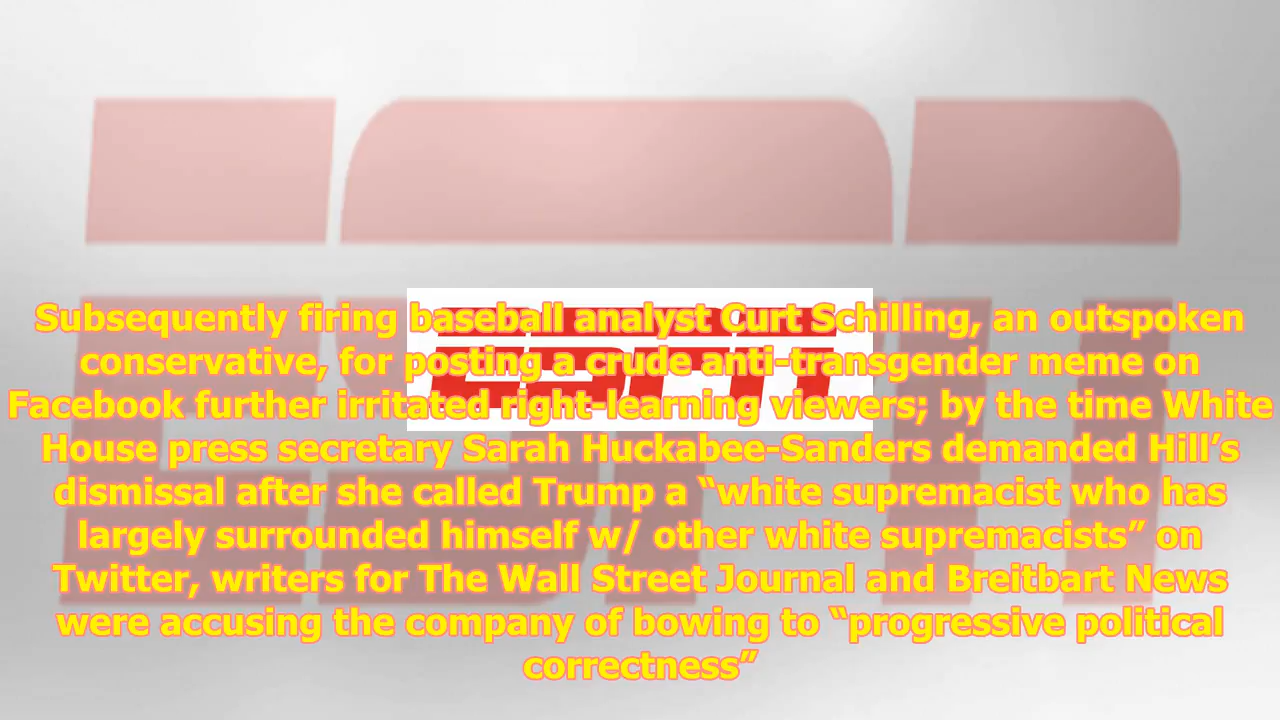 Subsequently firing baseball analyst Curt Schilling, an outspoken
conservative, for posting a crude anti-transgender meme on
Facebook further irritated right-learning viewers; by the time White
House press secretary Sarah Huckabee-Sanders demanded Hill’s
dismissal after she called Trump a “white supremacist who has
largely surrounded himself w/ other white supremacists” on
Twitter, writers for The Wall Street Journal and Breitbart News
were accusing the company of bowing to “progressive political
correctness”
ESPN